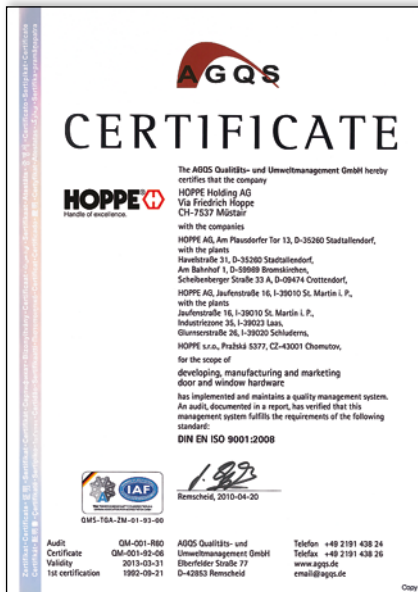 AGQS
CERTIFICATE
The AGQS Qualitäts- und Umweltmanagement GmbH hereby
certifies that the company
HOPPE
Handle of excellence.
HOPPE Holding AG
Via Friedrich Hoppe
CH-7537 Müstair
with the companies
HOPPE AG, Am Plausdorfer Tor 13, D-35260 Stadtallendorf,
with the plants
Havelstraße 31, D-35260 Stadtallendorf,
Am Bahnhof 1, D-59969 Bromskirchen,
Scheibenberger Straße 33 A, D-09474 Crottendorf,
HOPPE AG, Jaufenstraße 16, I-39010 St. Martin i. P.,
with the plants
Jaufenstraße 16, I-39010 St. Martin i. P.,
Industriezone 35, I-39023 Laas,
Glurnserstraße 26, I-39020 Schluderns,
HOPPE s.r.o., Pražská 5377, CZ-43001 Chomutov,
for the scope of
developing, manufacturing and marketing
door and window hardware
has implemented and maintains a quality management system.
An audit, documented in a report, has verified that this
management system fulfills the requirements of the following
standard:
DIN EN ISO 9001:2008
IAF
QMS-TGA-ZM-01-93-00
Remscheid, 2010-04-20
Audit QM-001-R60
Certificate QM-001-92-06
Validity 2013-03-31
1st certification 1992-09-21
AGQS Qualitäts- und
Umweltmanagement GmbH
Elberfelder Straße 77
D-42853 Remscheid
Telefon +49 2191 438 24
Telefax +49 2191 438 26
www.agqs.de
email@agqs.de
Copy